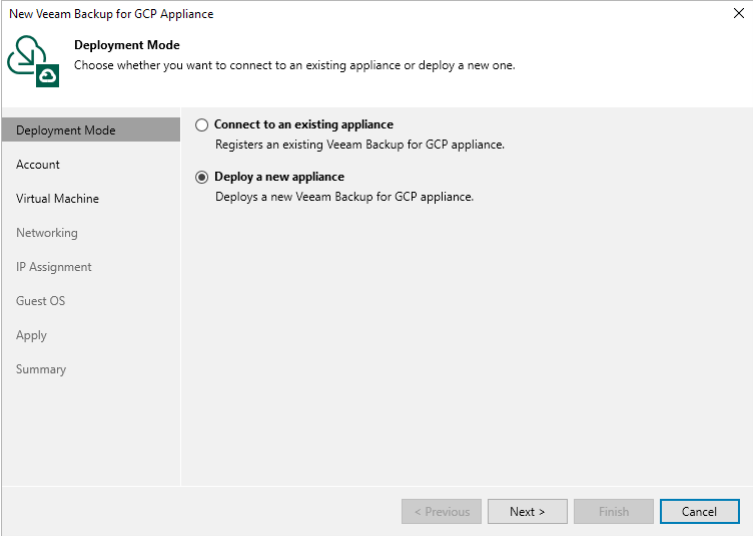 New Veeam Backup for GCP Appliance
Deployment Mode
Choose whether you want to connect to an existing appliance or deploy a new one.
Deployment Mode
Account
Virtual Machine
Networking
IP Assignment
Guest OS
Apply
Summary
Connect to an existing appliance
Registers an existing Veeam Backup for GCP appliance.
Deploy a new appliance
Deploys a new Veeam Backup for GCP appliance.
< Previous
Next >
Finish
Cancel